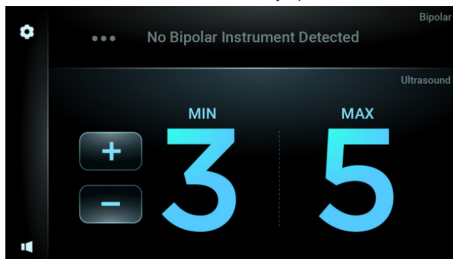 Bipolar
No Bipolar Instrument Detected
Ultrasound
MIN
MAX
+
3
5
−